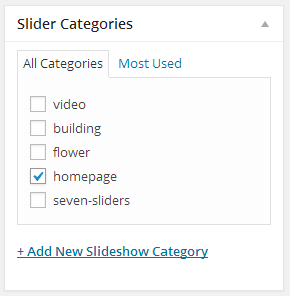 Slider Categories
All Categories
Most Used
video
building
flower
homepage
seven-sliders
+ Add New Slideshow Category